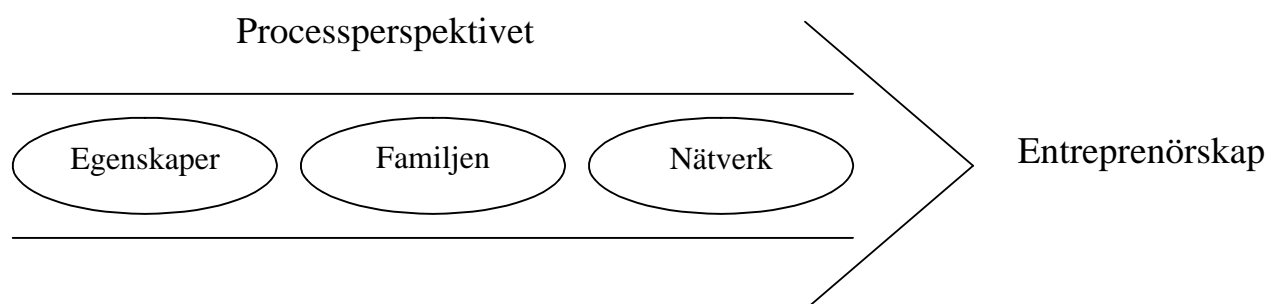 Processperspektivet
Egenskaper
Familjen
Nätverk
Entreprenörskap